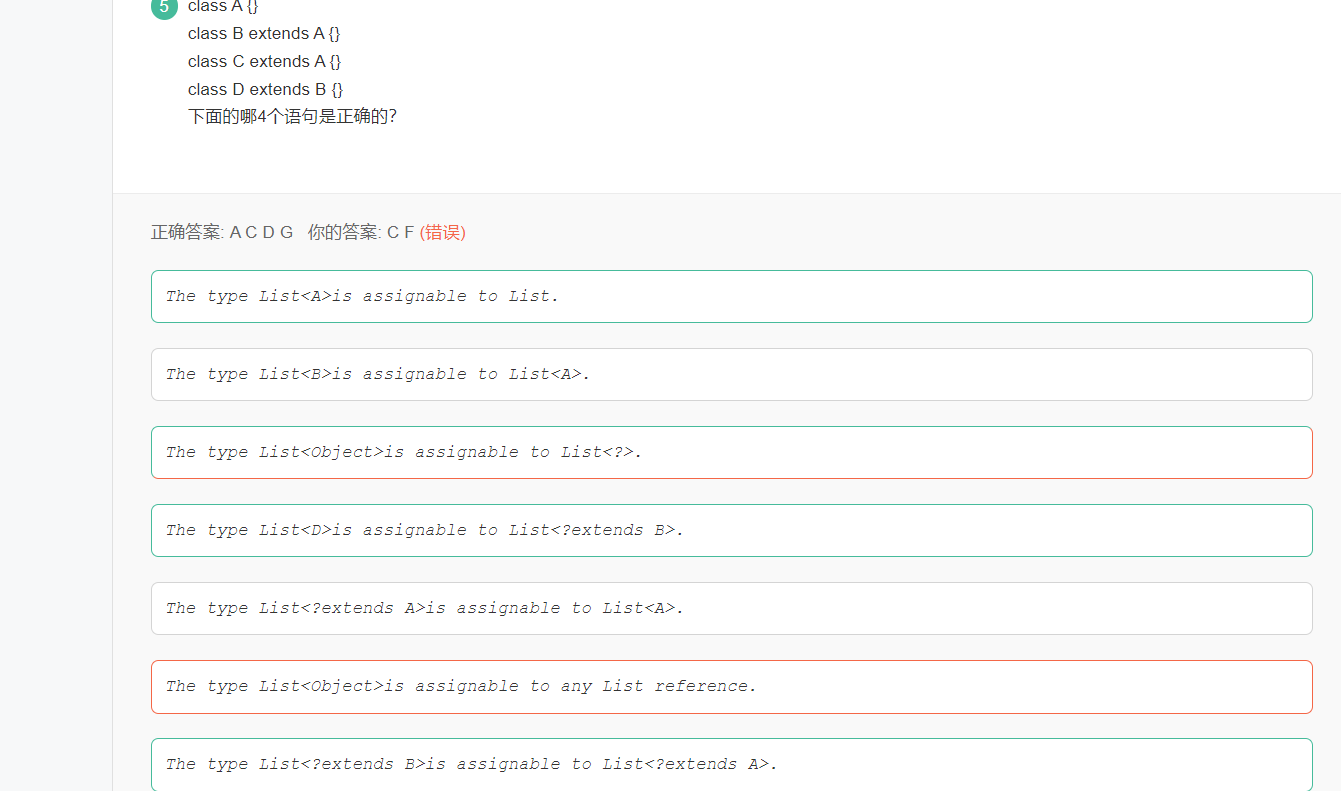 5 class A {}
class B extends A {}
class C extends A {}
class D extends B {}
下面的哪4个语句是正确的？
正确答案: A C D G 你的答案: C F (错误)
The type List<A>is assignable to List.
The type List<B>is assignable to List<A>.
The type List<Object>is assignable to List<?>.
The type List<D>is assignable to List<?extends B>.
The type List<?extends A>is assignable to List<A>.
The type List<Object>is assignable to any List reference.
The type List<?extends B>is assignable to List<?extends A>.